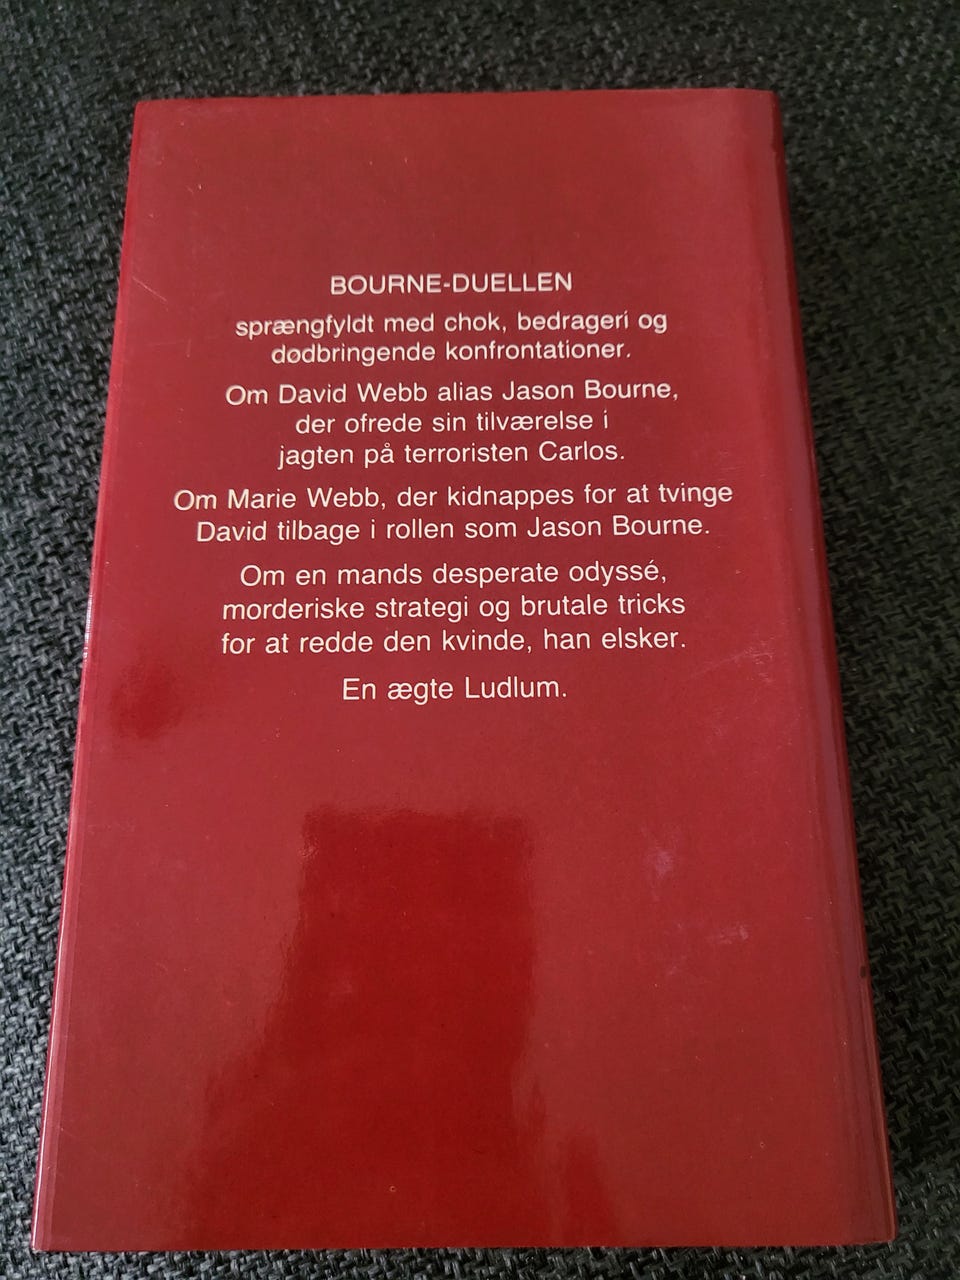 BOURNE-DUELLEN
sprængfyldt med chok, bedrageri og
dødbringende konfrontationer.
Om David Webb alias Jason Bourne,
der ofrede sin tilværelse i
jagten på terroristen Carlos.
Om Marie Webb, der kidnappes for at tvinge
David tilbage i rollen som Jason Bourne.
Om en mands desperate odyssé,
morderiske strategi og brutale tricks
for at redde den kvinde, han elsker.
En ægte Ludlum.